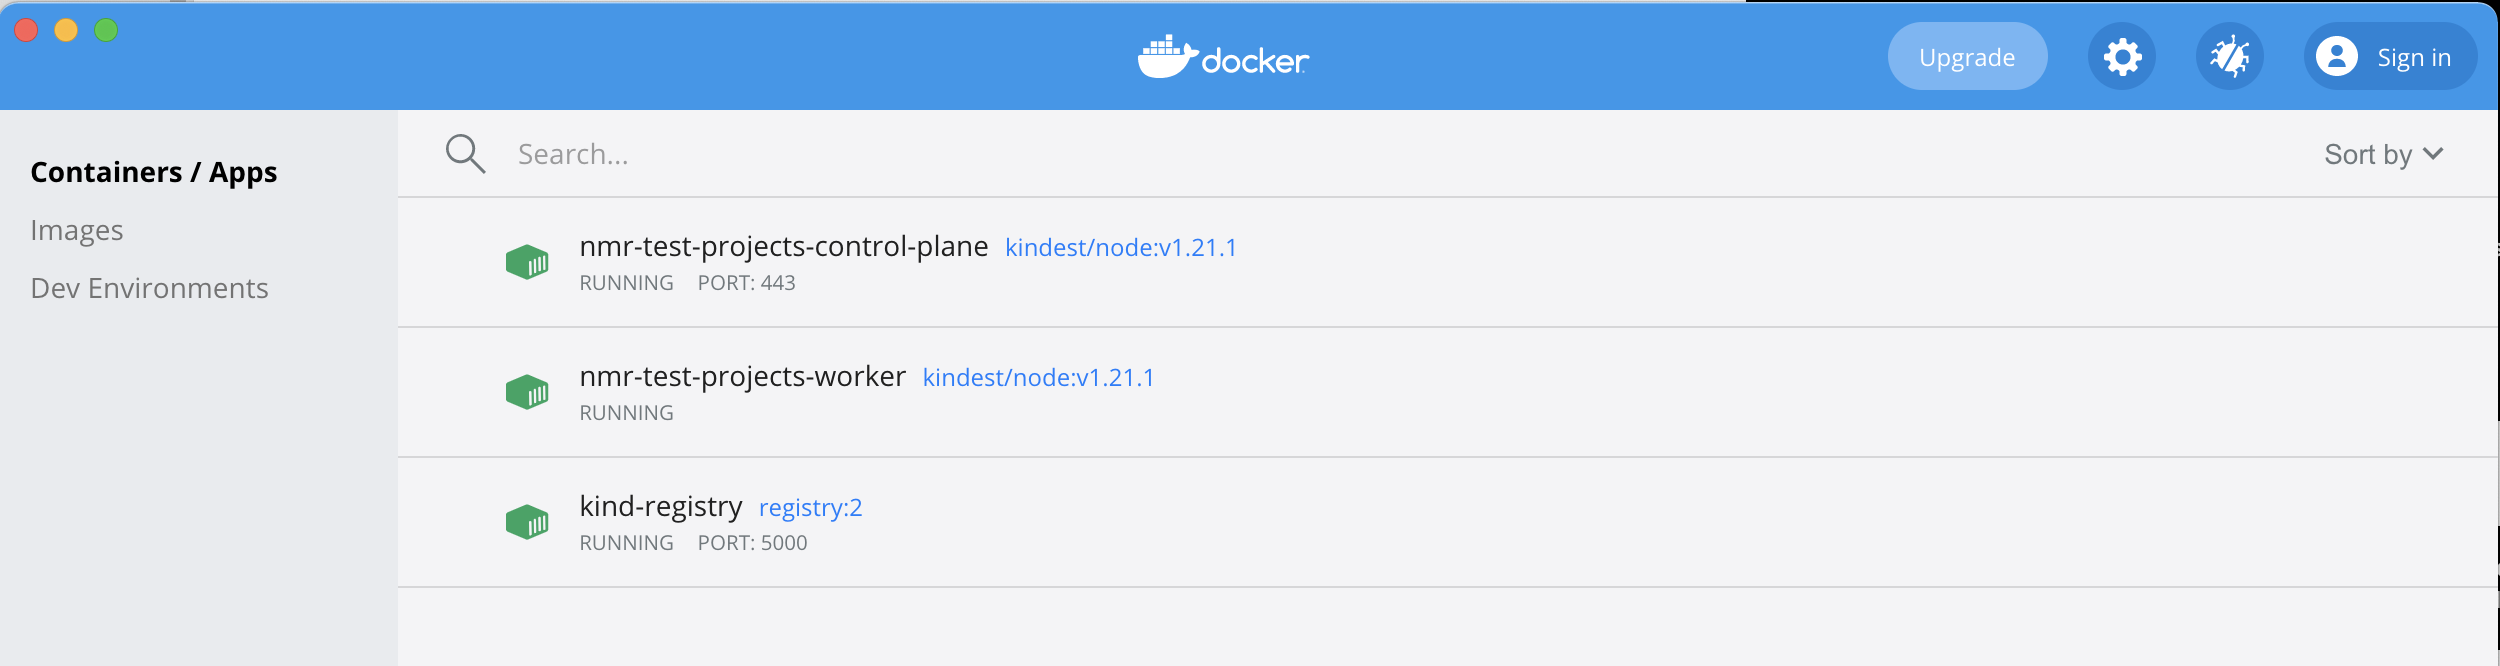 docker
Upgrade
Sign in
Containers / Apps
Images
Dev Environments
Search...
Sort by
nmr-test-projects-control-plane kindest/node:v1.21.1
RUNNING PORT: 443
nmr-test-projects-worker kindest/node:v1.21.1
RUNNING
kind-registry registry:2
RUNNING PORT: 5000